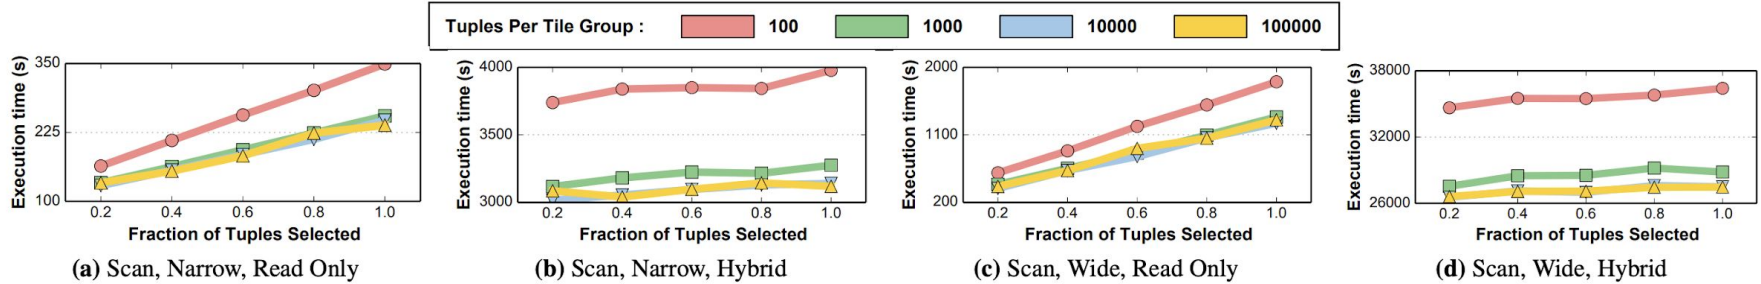 Tuples Per Tile Group : 100 1000 10000 100000
Execution time (s)
350
225
100
0.2 0.4 0.6 0.8 1.0
Fraction of Tuples Selected
(a) Scan, Narrow, Read Only
Execution time (s)
4000
3500
3000
0.2 0.4 0.6 0.8 1.0
Fraction of Tuples Selected
(b) Scan, Narrow, Hybrid
Execution time (s)
2000
1100
200
0.2 0.4 0.6 0.8 1.0
Fraction of Tuples Selected
(c) Scan, Wide, Read Only
Execution time (s)
38000
32000
26000
0.2 0.4 0.6 0.8 1.0
Fraction of Tuples Selected
(d) Scan, Wide, Hybrid